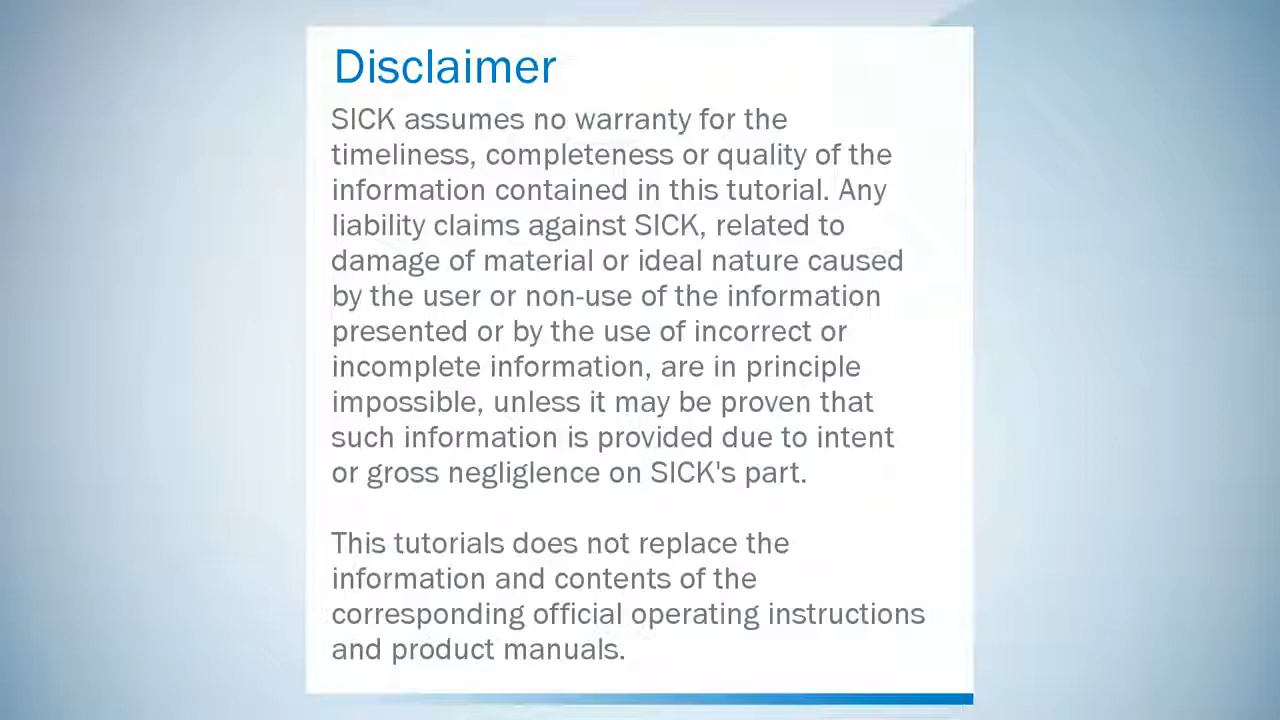 Disclaimer
SICK assumes no warranty for the
timeliness, completeness or quality of the
information contained in this tutorial. Any
liability claims against SICK, related to
damage of material or ideal nature caused
by the user or non-use of the information
presented or by the use of incorrect or
incomplete information, are in principle
impossible, unless it may be proven that
such information is provided due to intent
or gross negliglence on SICK's part.
This tutorials does not replace the
information and contents of the
corresponding official operating instructions
and product manuals.